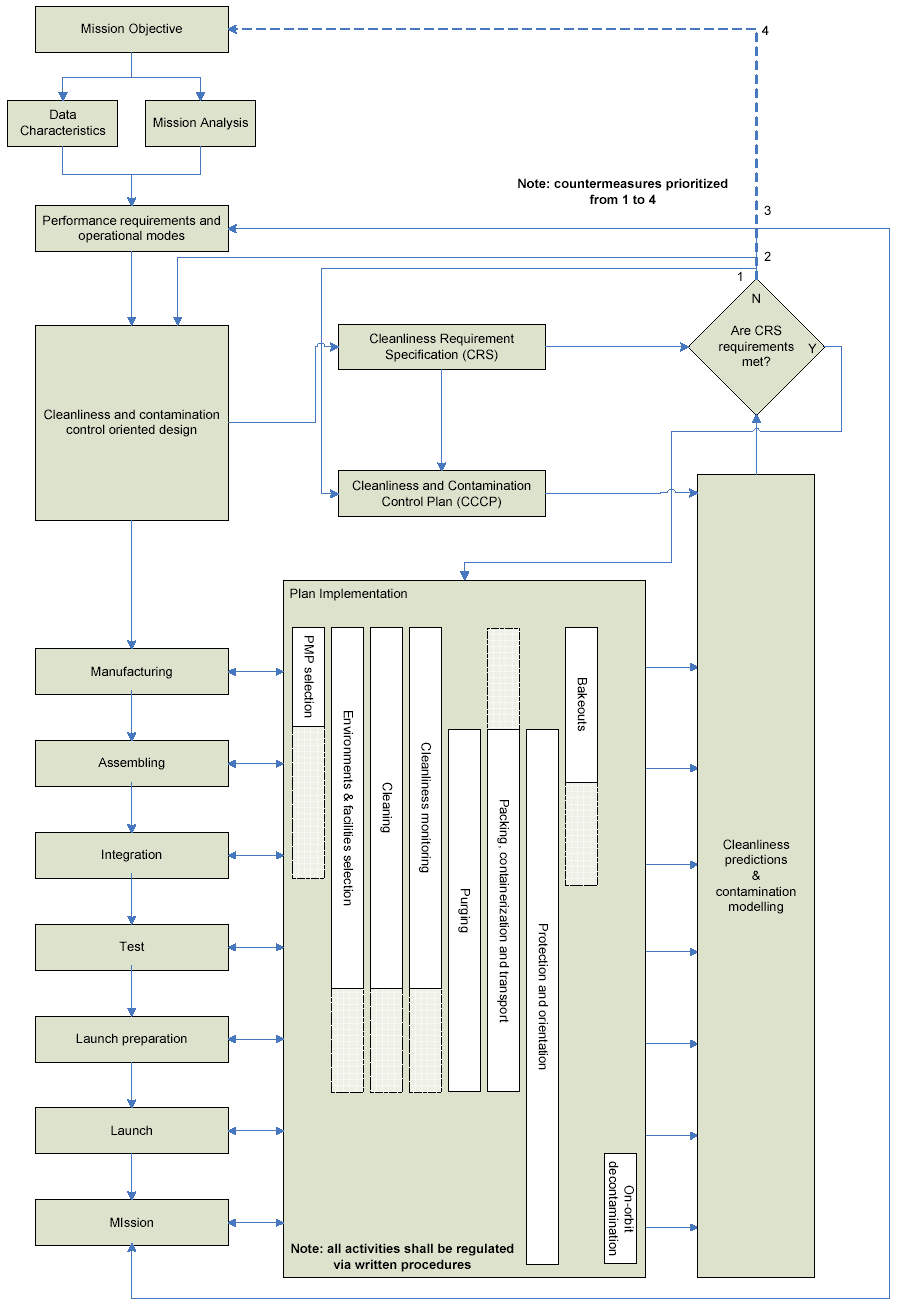 Mission Objective
4
Data
Characteristics
Mission Analysis
Note: countermeasures prioritized
from 1 to 4
Performance requirements and
operational modes
3
2
1
N
Are CRS
requirements
met?
Y
Cleanliness Requirement
Specification (CRS)
Cleanliness and contamination
control oriented design
Cleanliness and Contamination
Control Plan (CCCP)
Plan Implementation
Manufacturing
Assembling
Integration
Test
Launch preparation
Launch
MIssion
PMP selection
Environments & facilities selection
Cleaning
Cleanliness monitoring
Purging
Packing, containerization and transport
Protection and orientation
Bakeouts
On-orbit
decontamination
Cleanliness
predictions
&
contamination
modelling
Note: all activities shall be regulated
via written procedures